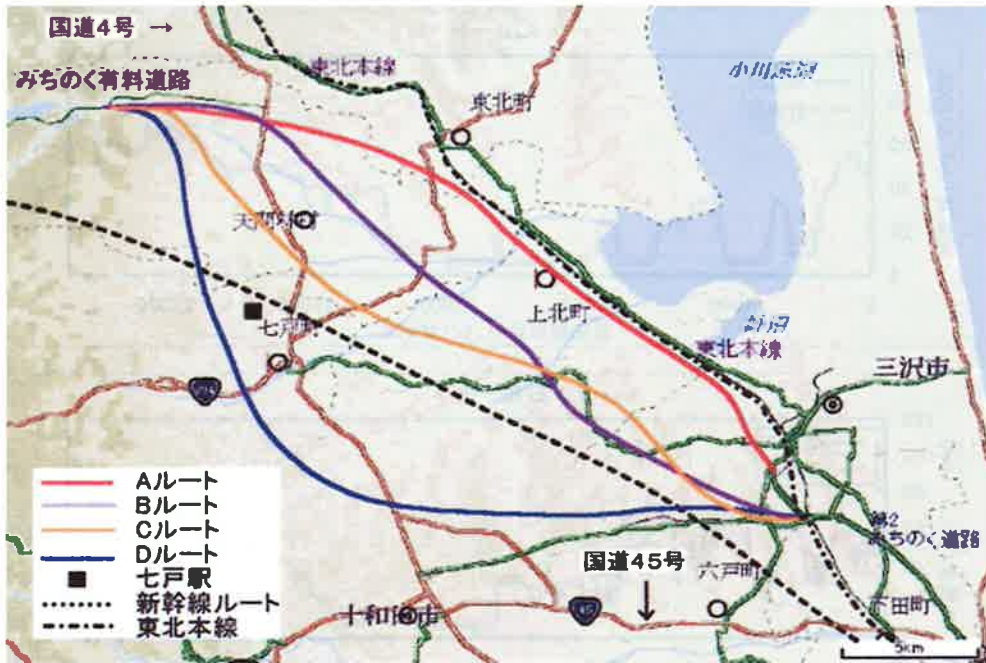 国道4号 →
みちのく有料道路
東北本線
東北町
小川原湖
七戸町
上北町
東北本線
三沢市
Aルート
Bルート
Cルート
Dルート
七戸駅
新幹線ルート
東北本線
国道45号
第2
みちのく道路
六戸町
十和田市
下田町
5km